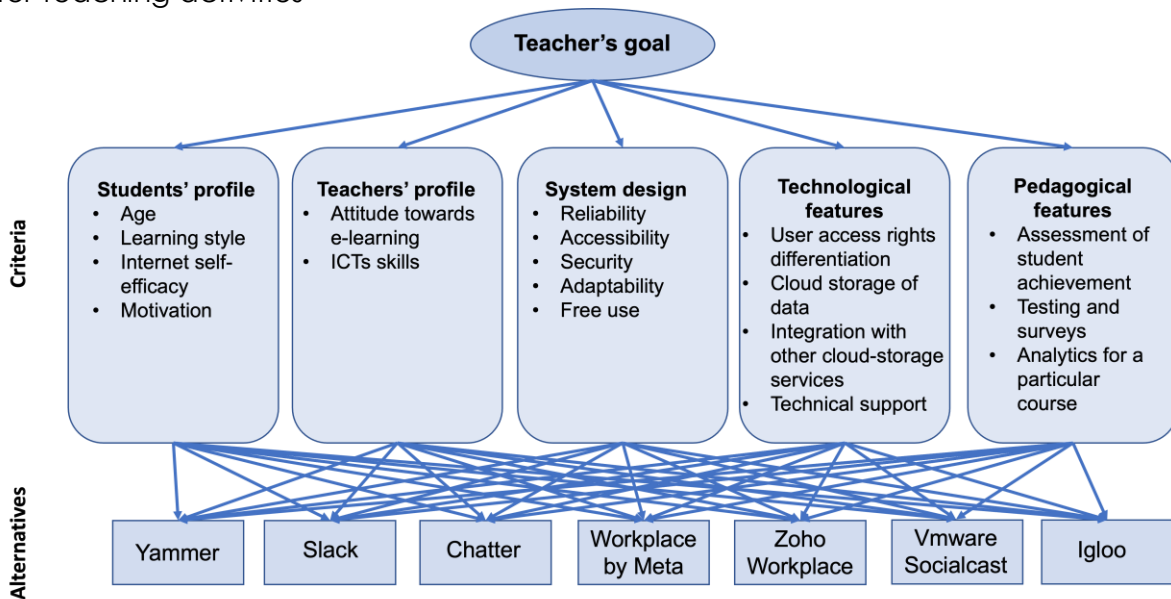 for teaching activities
Teacher's goal
Criteria
Students' profile
• Age
• Learning style
• Internet self-
efficacy
• Motivation
Teachers' profile
• Attitude towards
e-learning
• ICTs skills
System design
• Reliability
• Accessibility
• Security
• Adaptability
• Free use
Technological
features
• User access rights
differentiation
• Cloud storage of
data
• Integration with
other cloud-storage
services
• Technical support
Pedagogical
features
• Assessment of
student
achievement
• Testing and
surveys
• Analytics for a
particular
course
Alternatives
Yammer
Slack
Chatter
Workplace
by Meta
Zoho
Workplace
Vmware
Socialcast
Igloo